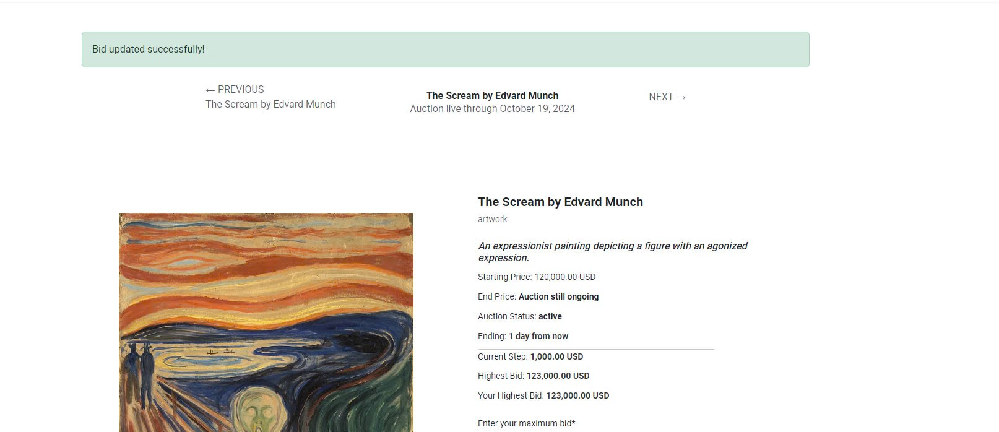 Bid updated successfully!
← PREVIOUS
The Scream by Edvard Munch
The Scream by Edvard Munch
Auction live through October 19, 2024
NEXT →
The Scream by Edvard Munch
artwork
An expressionist painting depicting a figure with an agonized
expression.
Starting Price: 120,000.00 USD
End Price: Auction still ongoing
Auction Status: active
Ending: 1 day from now
Current Step: 1,000.00 USD
Highest Bid: 123,000.00 USD
Your Highest Bid: 123,000.00 USD
Enter your maximum bid*